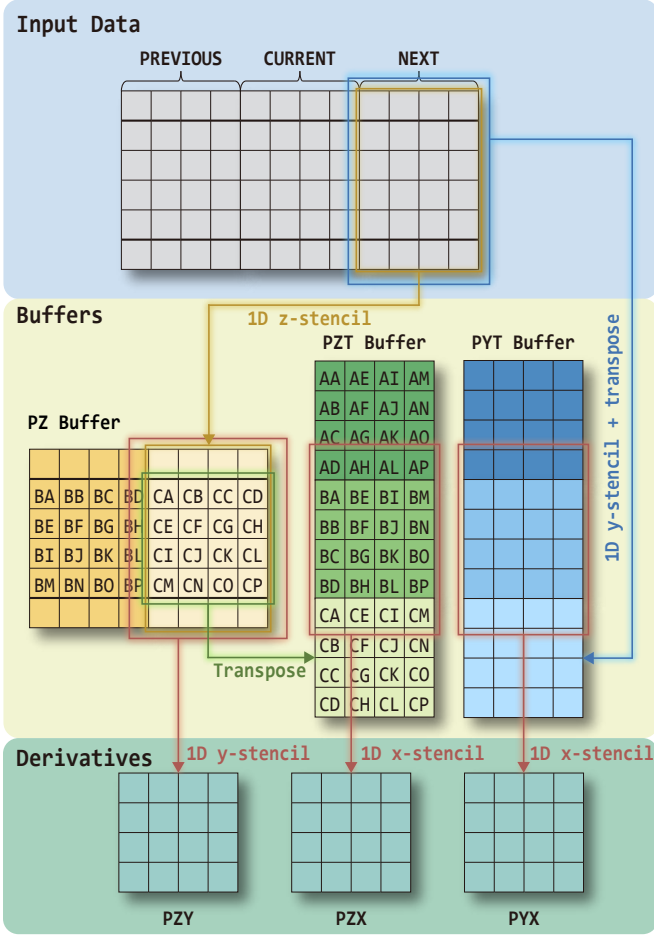 Input Data
PREVIOUS CURRENT NEXT
1D z-stencil
Buffers
PZT Buffer PYT Buffer
PZ Buffer
AA AE AI AM
AB AF AJ AN
AC AG AK AO
AD AH AL AP
BA BE BI BM
BB BF BJ BN
BC BG BK BO
BD BH BL BP
CA CE CI CM
CB CF CJ CN
CC CG CK CO
CD CH CL CP
BA BB BC BD CA CB CC CD
BE BF BG BH CE CF CG CH
BI BJ BK BL CI CJ CK CL
BM BN BO BP CM CN CO CP
Transpose
1D y-stencil + transpose
Derivatives
1D y-stencil 1D x-stencil 1D x-stencil
PZY PZX PYX